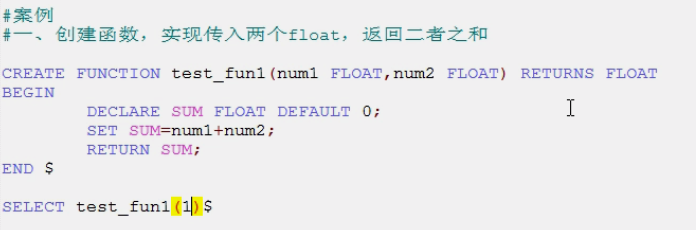 #案例
#一、创建函数，实现传入两个float，返回二者之和
CREATE FUNCTION test_fun1(num1 FLOAT,num2 FLOAT) RETURNS FLOAT
BEGIN
DECLARE SUM FLOAT DEFAULT 0;
SET SUM=num1+num2;
RETURN SUM;
END $
SELECT test_fun1(1)$